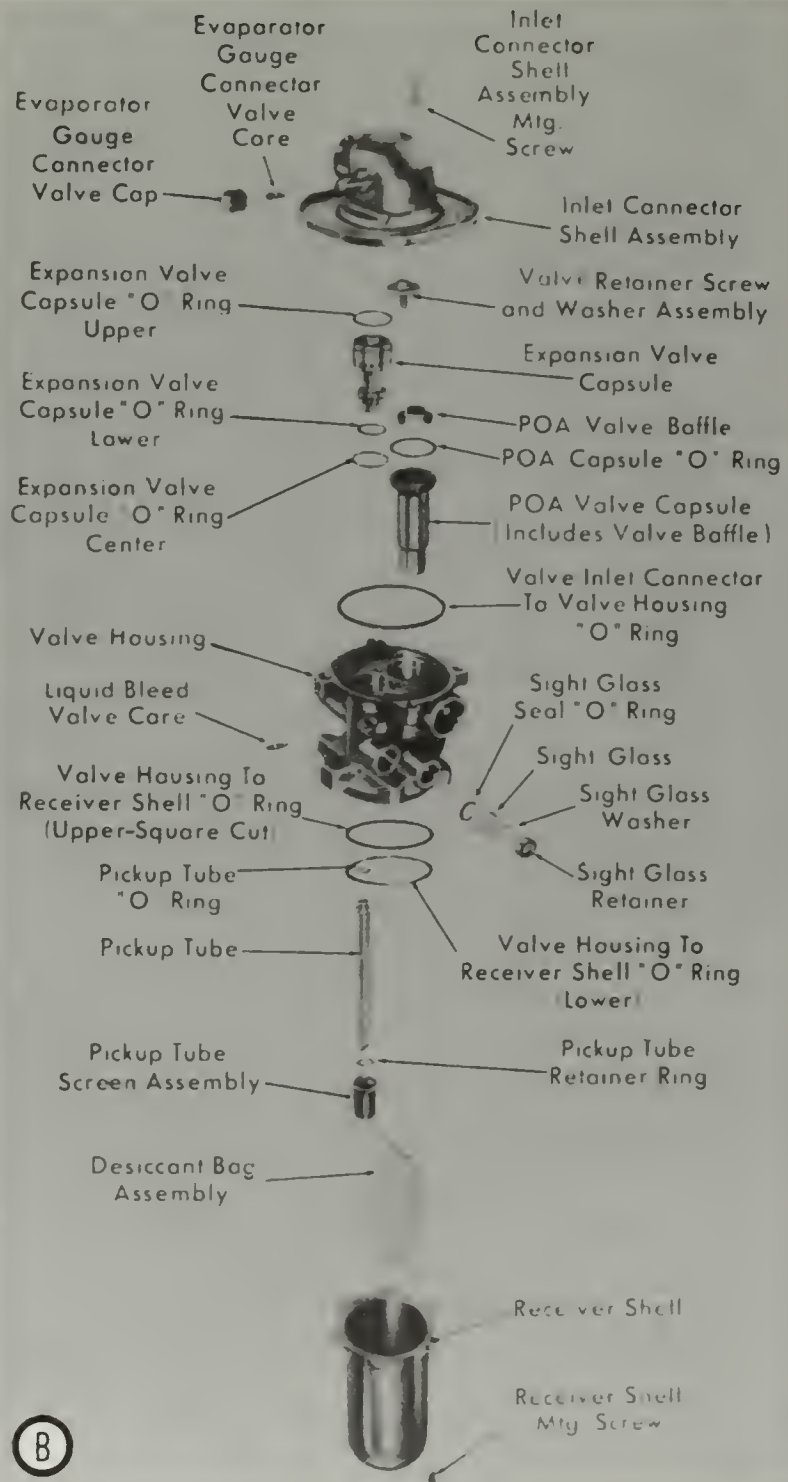 Evaporator
Gauge
Connector
Valve
Core
Inlet
Connector
Shell
Assembly
Mtg.
Screw
Evaporator
Gauge
Connector
Valve Cap
Inlet Connector
Shell Assembly
Expansion Valve
Capsule "O" Ring
Upper
Valve Retainer Screw
and Washer Assembly
Expansion Valve
Capsule
Expansion Valve
Capsule "O" Ring
Lower
POA Valve Baffle
POA Capsule "O" Ring
Expansion Valve
Capsule "O" Ring
Center
POA Valve Capsule
(Includes Valve Baffle)
Valve Inlet Connector
To Valve Housing
"O" Ring
Valve Housing
Liquid Bleed
Valve Core
Sight Glass
Seal "O" Ring
Sight Glass
Sight Glass
Washer
Valve Housing To
Receiver Shell "O" Ring
(Upper-Square Cut)
Sight Glass
Retainer
Pickup Tube
"O" Ring
Pickup Tube
Valve Housing To
Receiver Shell "O" Ring
(Lower)
Pickup Tube
Screen Assembly
Pickup Tube
Retainer Ring
Desiccant Bag
Assembly
Receiver Shell
Receiver Shell
Mtg Screw
B